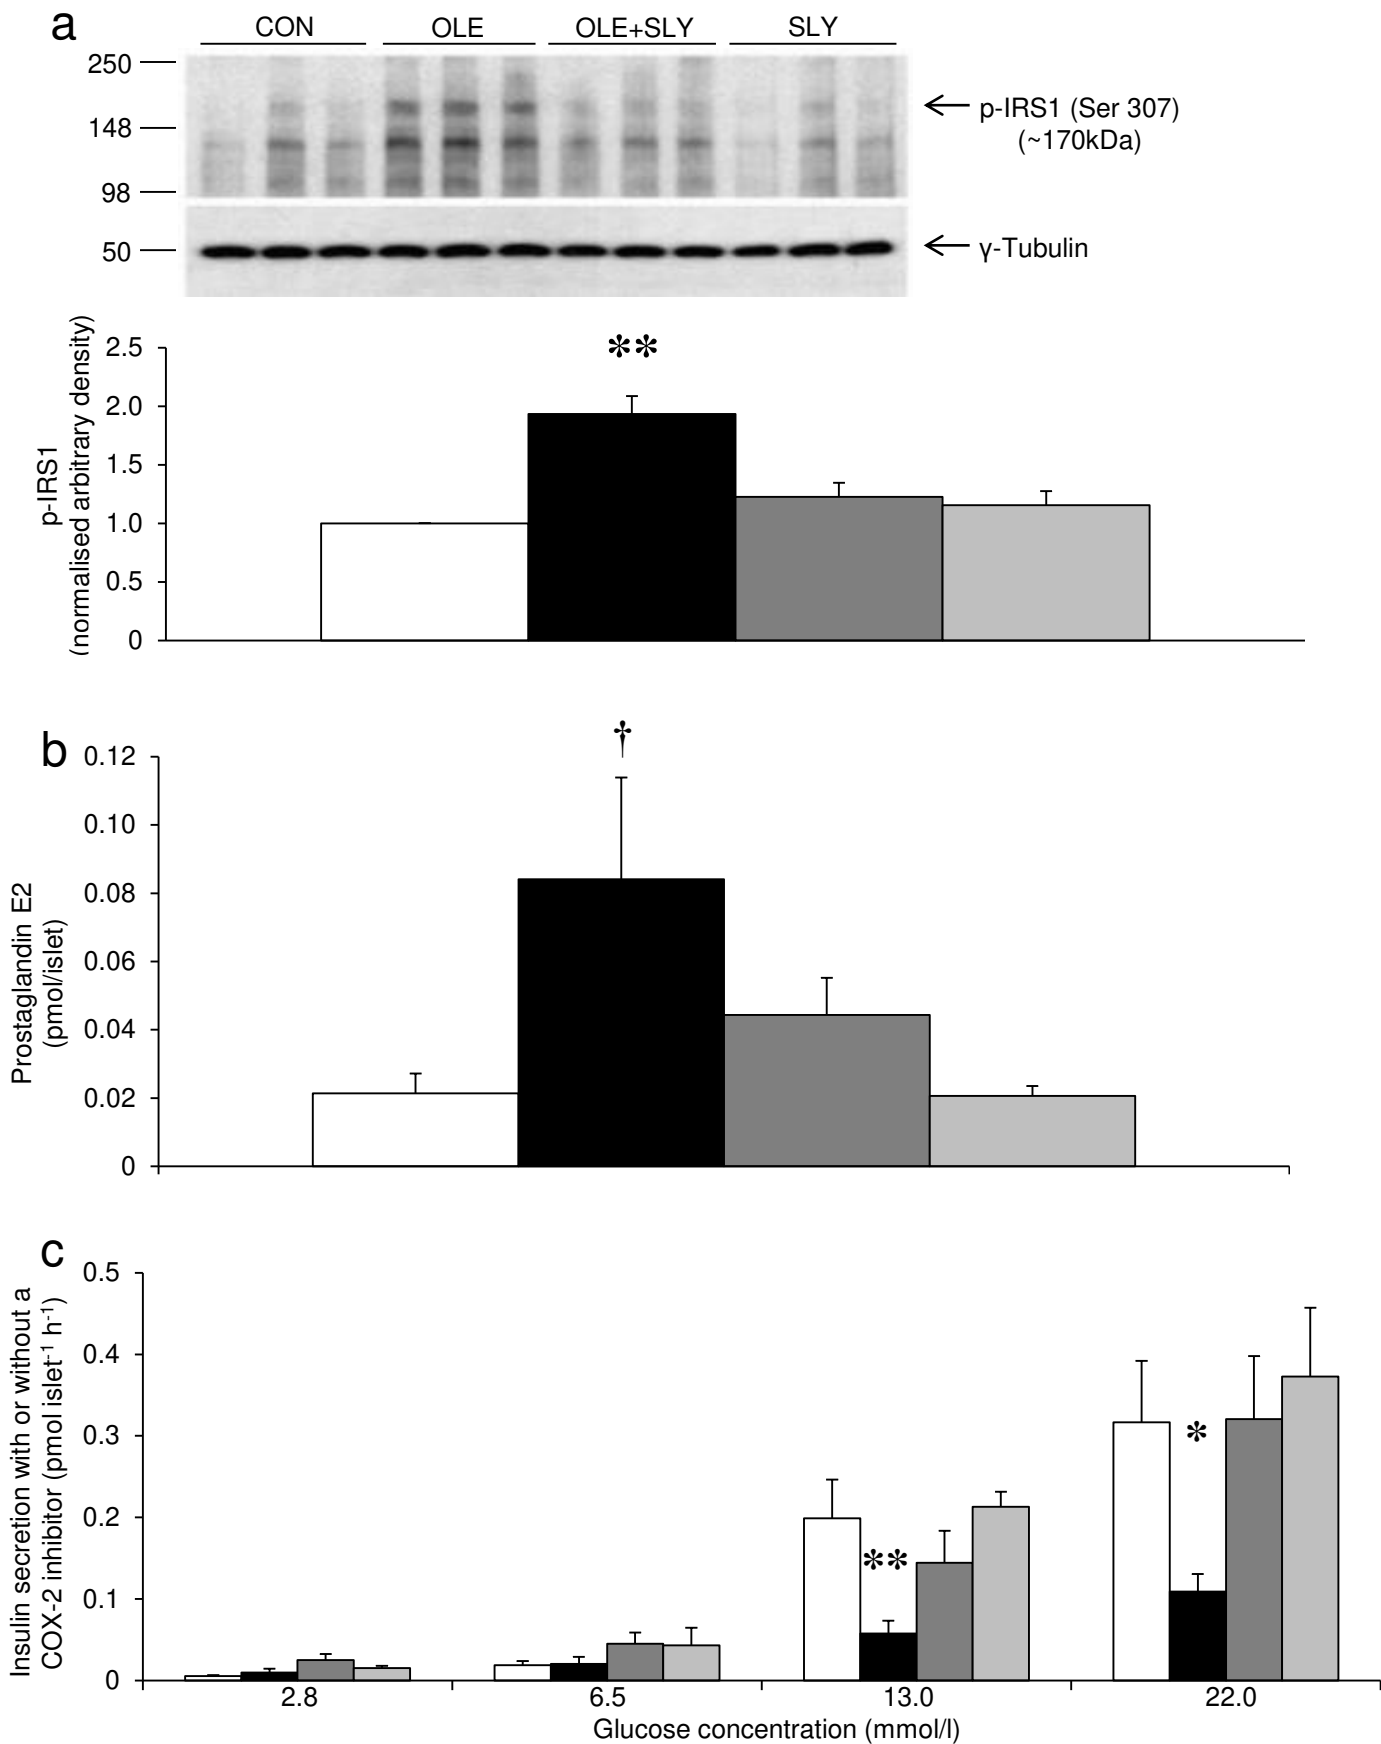 a
CON OLE OLE+SLY SLY
250
148
98
50
p-IRS1 (Ser 307)
(~170kDa)
γ-Tubulin
p-IRS1
(normalised arbitrary density)
2.5
2.0
1.5
1.0
0.5
0
**
b
Prostaglandin E2
(pmol/islet)
0.12
0.10
0.08
0.06
0.04
0.02
0
†
c
Insulin secretion with or without a
COX-2 inhibitor (pmol islet⁻¹ h⁻¹)
0.5
0.4
0.3
0.2
0.1
0
**
*
2.8 6.5 13.0 22.0
Glucose concentration (mmol/l)